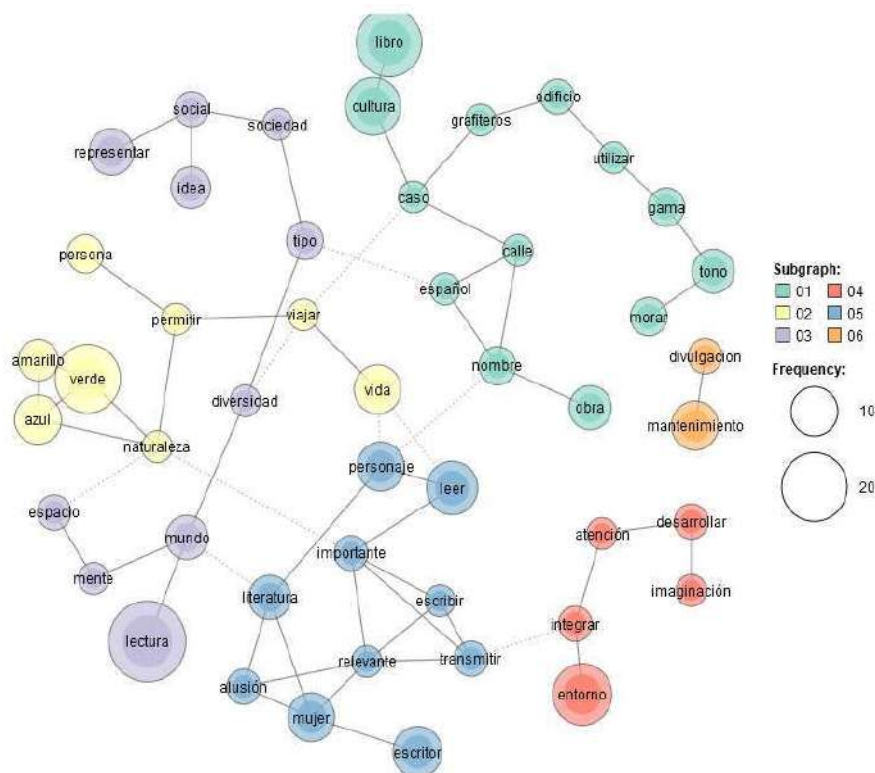 libro
cultura
social
sociedad
representar
idea
grafiteros
edificio
utilizar
caso
gama
tono
morar
tipo
calle
español
persona
permitir
viajar
nombre
obra
amarillo
verde
azul
vida
diversidad
naturaleza
personaje
leer
espacio
mundo
mente
lectura
importante
literatura
escribir
relevante
transmitir
alusión
mujer
escritor
divulgacion
mantenimiento
atención
desarrollar
imaginación
integrar
entorno
Subgraph:
01 04
02 05
03 06
Frequency:
10
20